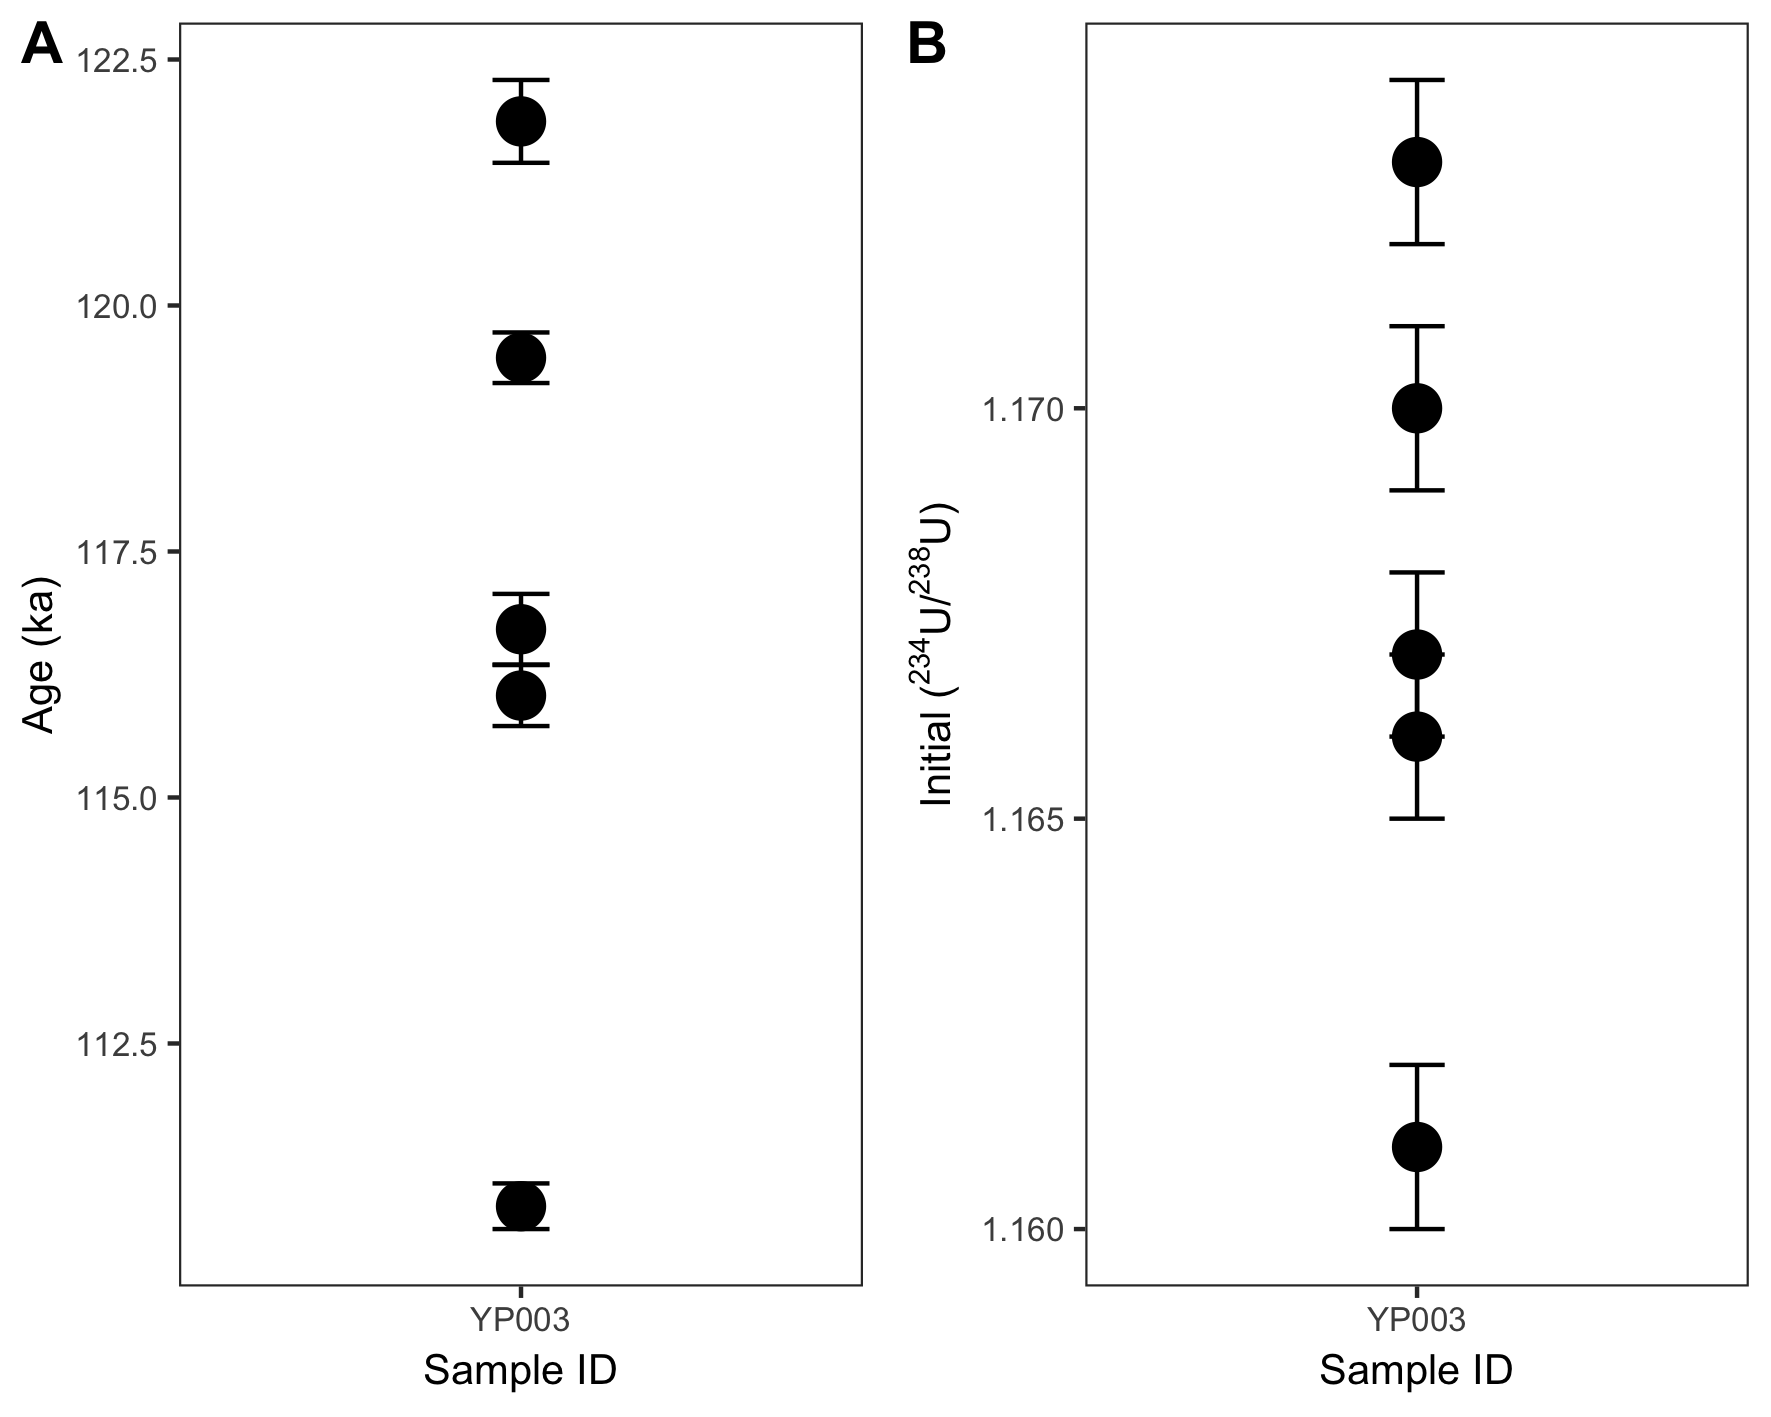 A
122.5
120.0
117.5
115.0
112.5
Age (ka)
YP003
Sample ID
B
1.170
1.165
1.160
Initial (²³⁴U/²³⁸U)
YP003
Sample ID